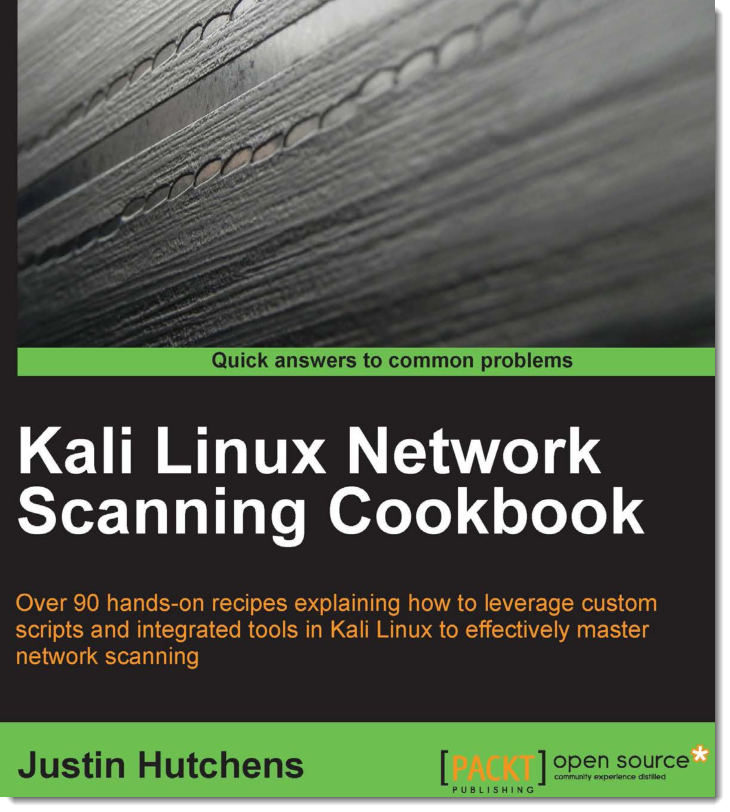 Quick answers to common problems
Kali Linux Network
Scanning Cookbook
Over 90 hands-on recipes explaining how to leverage custom
scripts and integrated tools in Kali Linux to effectively master
network scanning
Justin Hutchens
[PACKT] open source*
PUBLISHING
community experience distilled